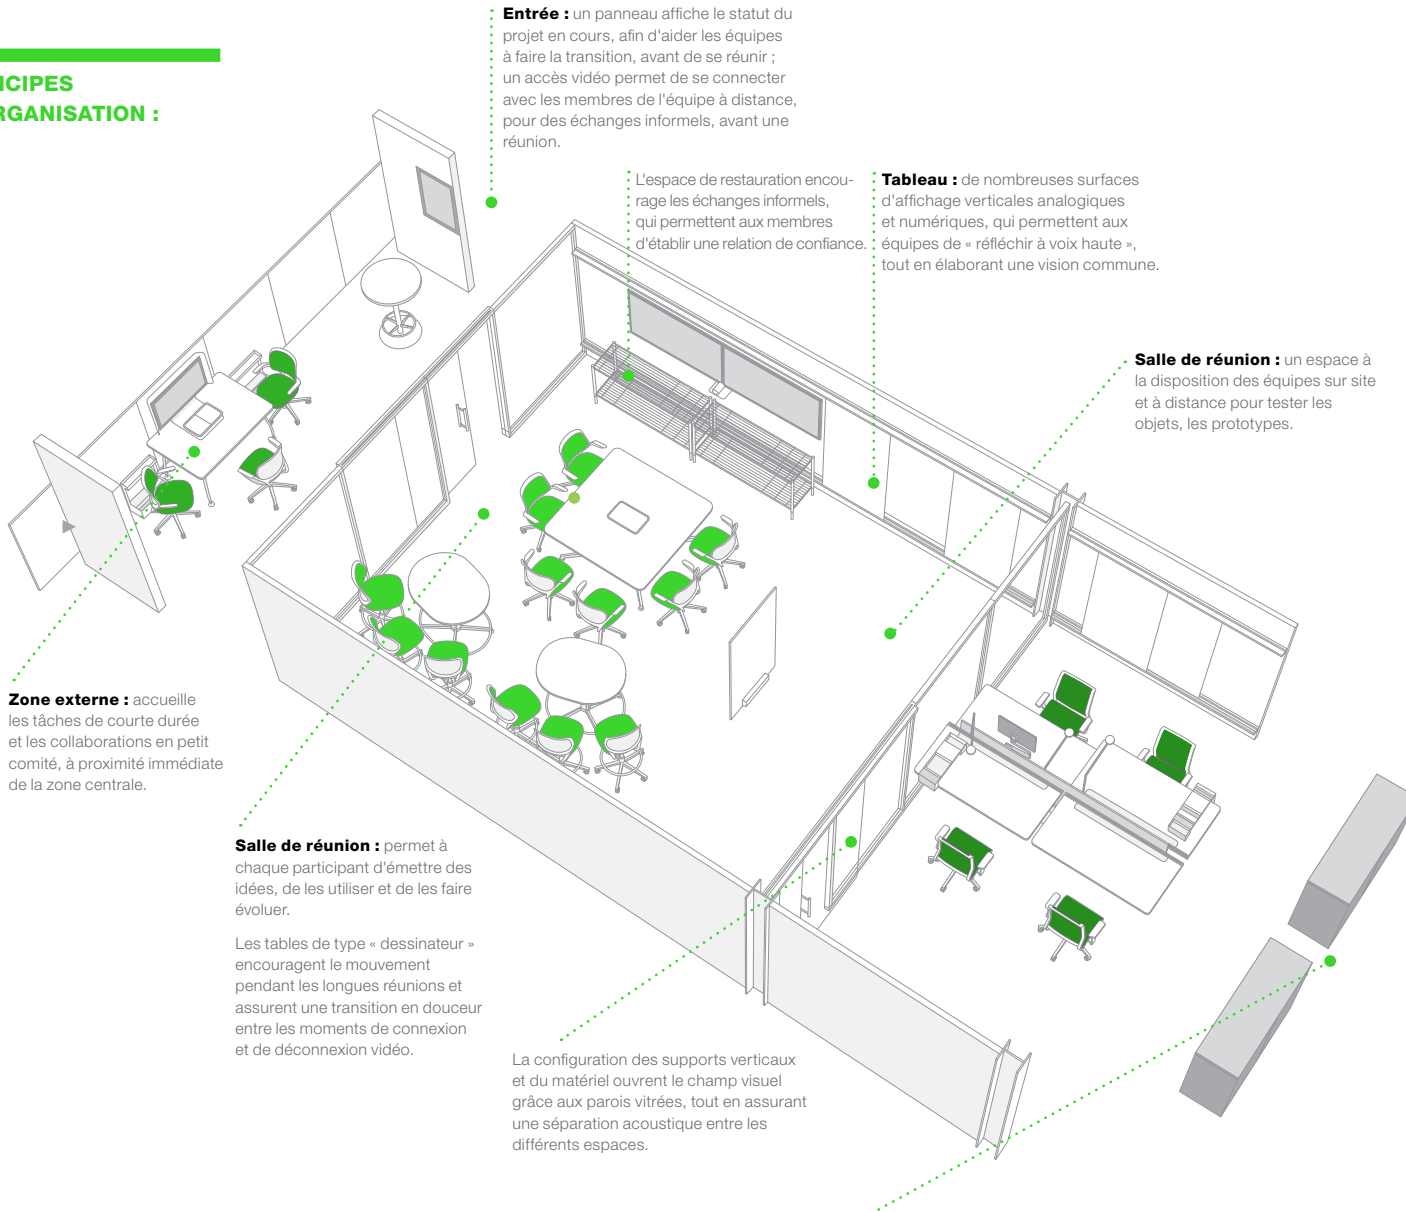 Entrée : un panneau affiche le statut du
projet en cours, afin d'aider les équipes
à faire la transition, avant de se réunir ;
un accès vidéo permet de se connecter
avec les membres de l'équipe à distance,
pour des échanges informels, avant une
réunion.
ICIPES
RGANISATION :
L'espace de restauration encou-
rage les échanges informels,
qui permettent aux membres
d'établir une relation de confiance.
Tableau : de nombreuses surfaces
d'affichage verticales analogiques
et numériques, qui permettent aux
équipes de « réfléchir à voix haute »,
tout en élaborant une vision commune.
Salle de réunion : un espace à
la disposition des équipes sur site
et à distance pour tester les
objets, les prototypes.
Zone externe : accueille
les tâches de courte durée
et les collaborations en petit
comité, à proximité immédiate
de la zone centrale.
Salle de réunion : permet à
chaque participant d'émettre des
idées, de les utiliser et de les faire
évoluer.
Les tables de type « dessinateur »
encouragent le mouvement
pendant les longues réunions et
assurent une transition en douceur
entre les moments de connexion
et de déconnexion vidéo.
La configuration des supports verticaux
et du matériel ouvrent le champ visuel
grâce aux parois vitrées, tout en assurant
une séparation acoustique entre les
différents espaces.